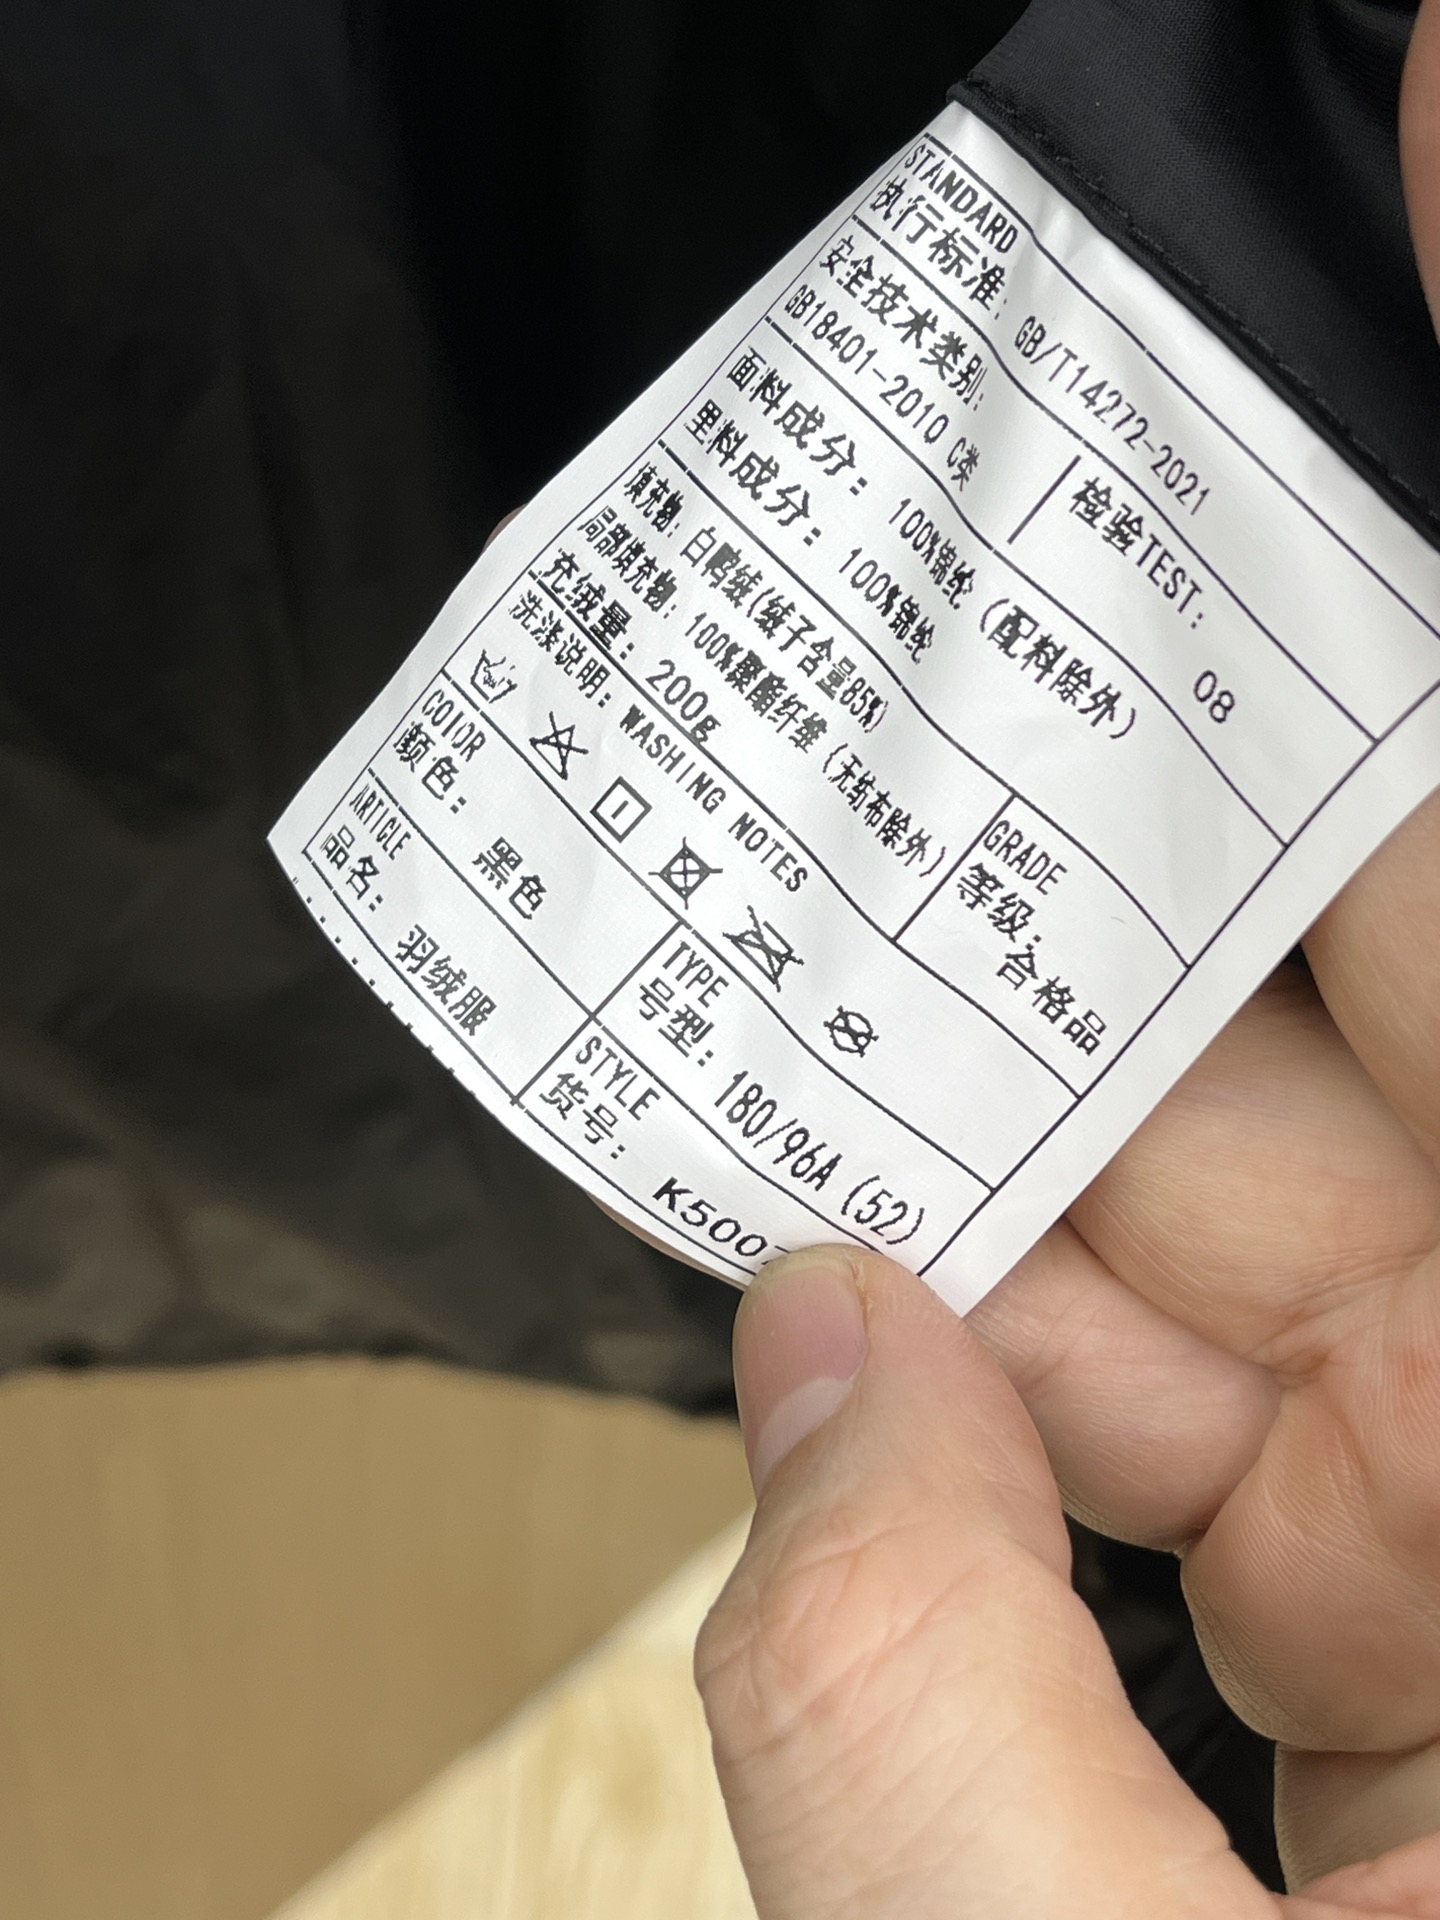 STANDARD
执行标准: GB/T14272-2021
安全技术类别:
GB18401-2010 C类
检验TEST: 08
面料成分: 100%锦纶 (配料除外)
里料成分: 100%锦纶
填充物: 白鸭绒(绒子含量85%)
局部填充物: 100%聚酯纤维 (无纺布除外)
充绒量: 200g
GRADE
等级: 合格品
洗涤说明: WASHING NOTES
COlOR
颜色: 黑色
TYPE
号型: 180/96A (52)
ARTICLE
品名: 羽绒服
STYLE
货号: K500